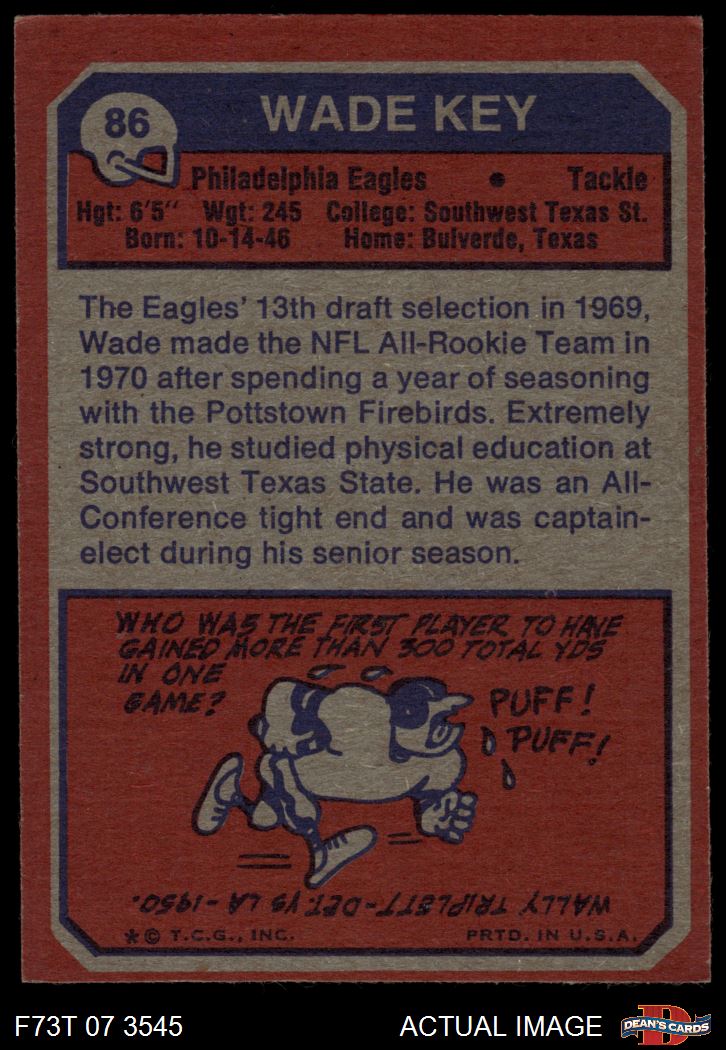 86
WADE KEY
Philadelphia Eagles • Tackle
Hgt: 6'5" Wgt: 245 College: Southwest Texas St.
Born: 10-14-46 Home: Bulverde, Texas
The Eagles' 13th draft selection in 1969,
Wade made the NFL All-Rookie Team in
1970 after spending a year of seasoning
with the Pottstown Firebirds. Extremely
strong, he studied physical education at
Southwest Texas State. He was an All-
Conference tight end and was captain-
elect during his senior season.
WHO WAS THE FIRST PLAYER TO HAVE
GAINED MORE THAN 300 TOTAL YDS
IN ONE
GAME?
PUFF!
PUFF!
WALLY TRIPLETT-DET. VS LA-1950.
*© T.C.G., INC. PRTD. IN U.S.A.
F73T 07 3545 ACTUAL IMAGE
D
DEAN'S CARDS